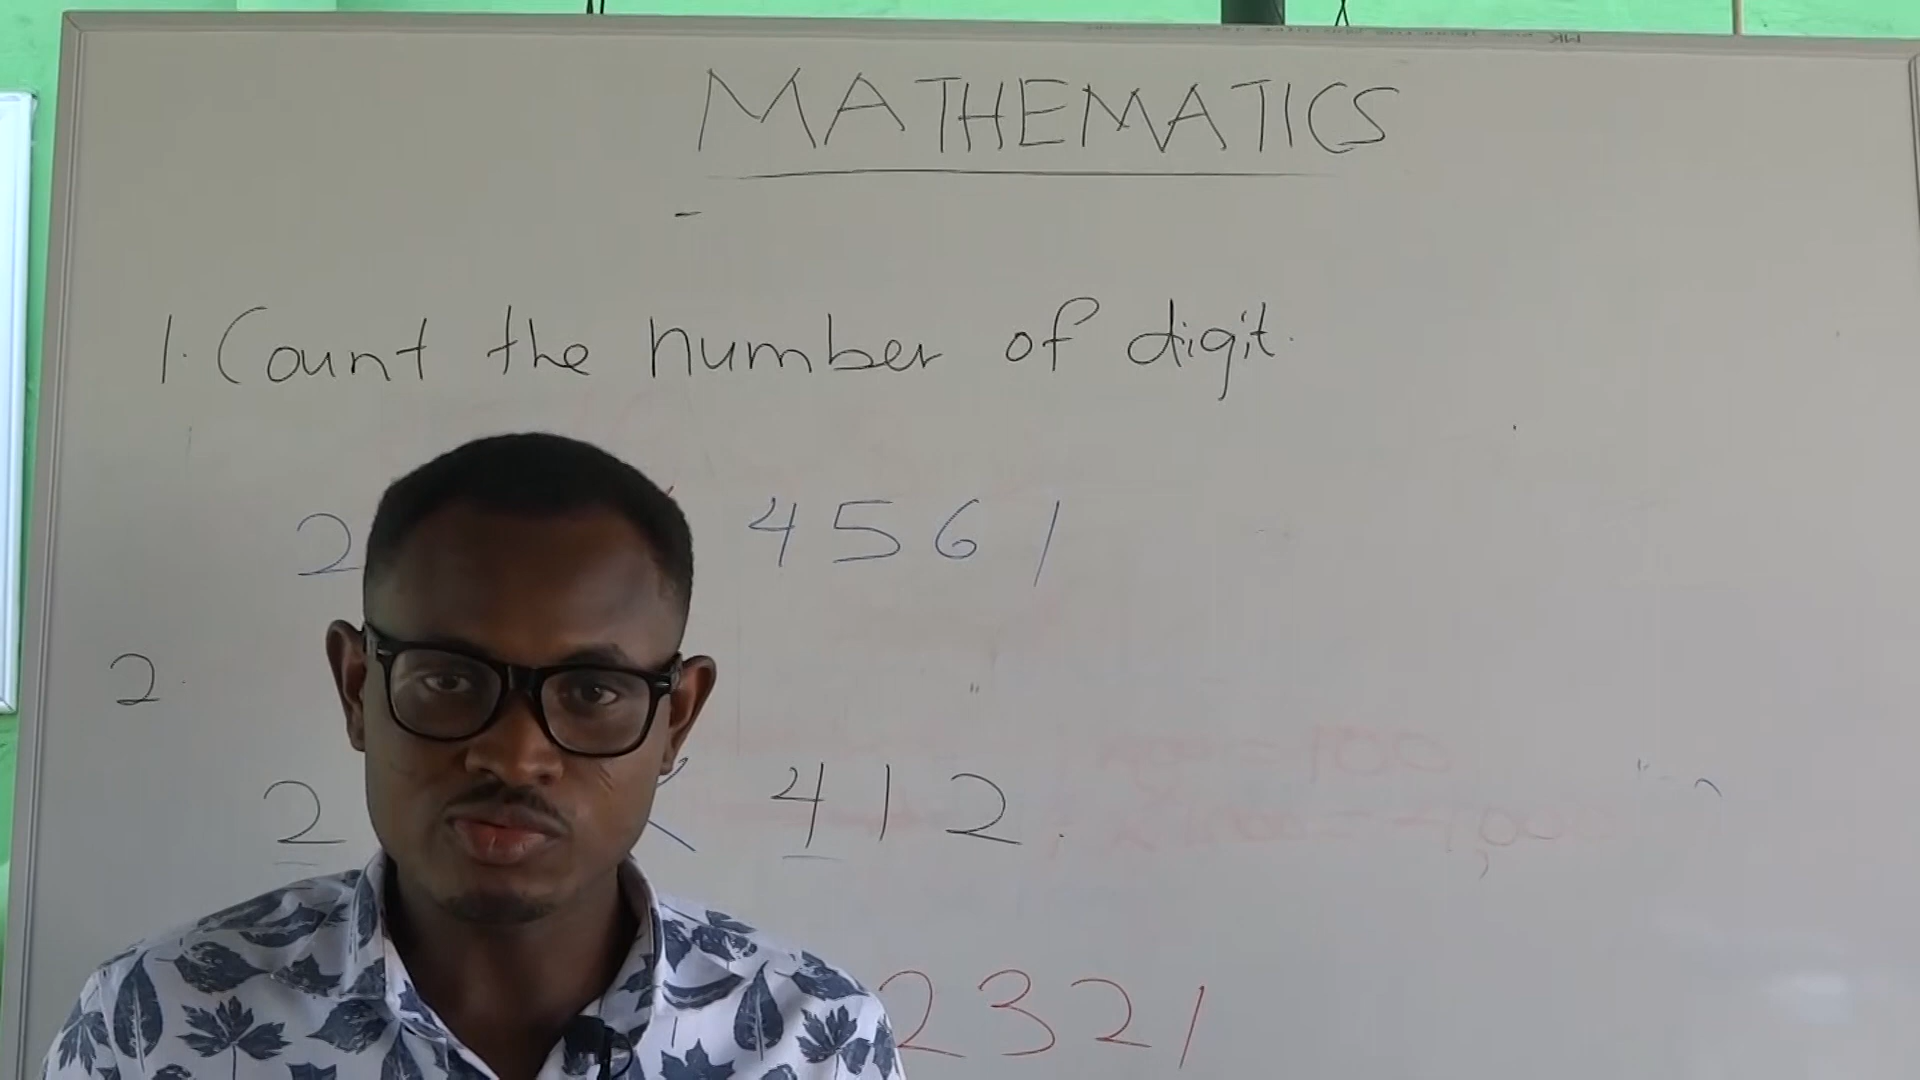 MATHEMATICS
1. Count the number of digit.
2 4561
2.
2 412.
2321